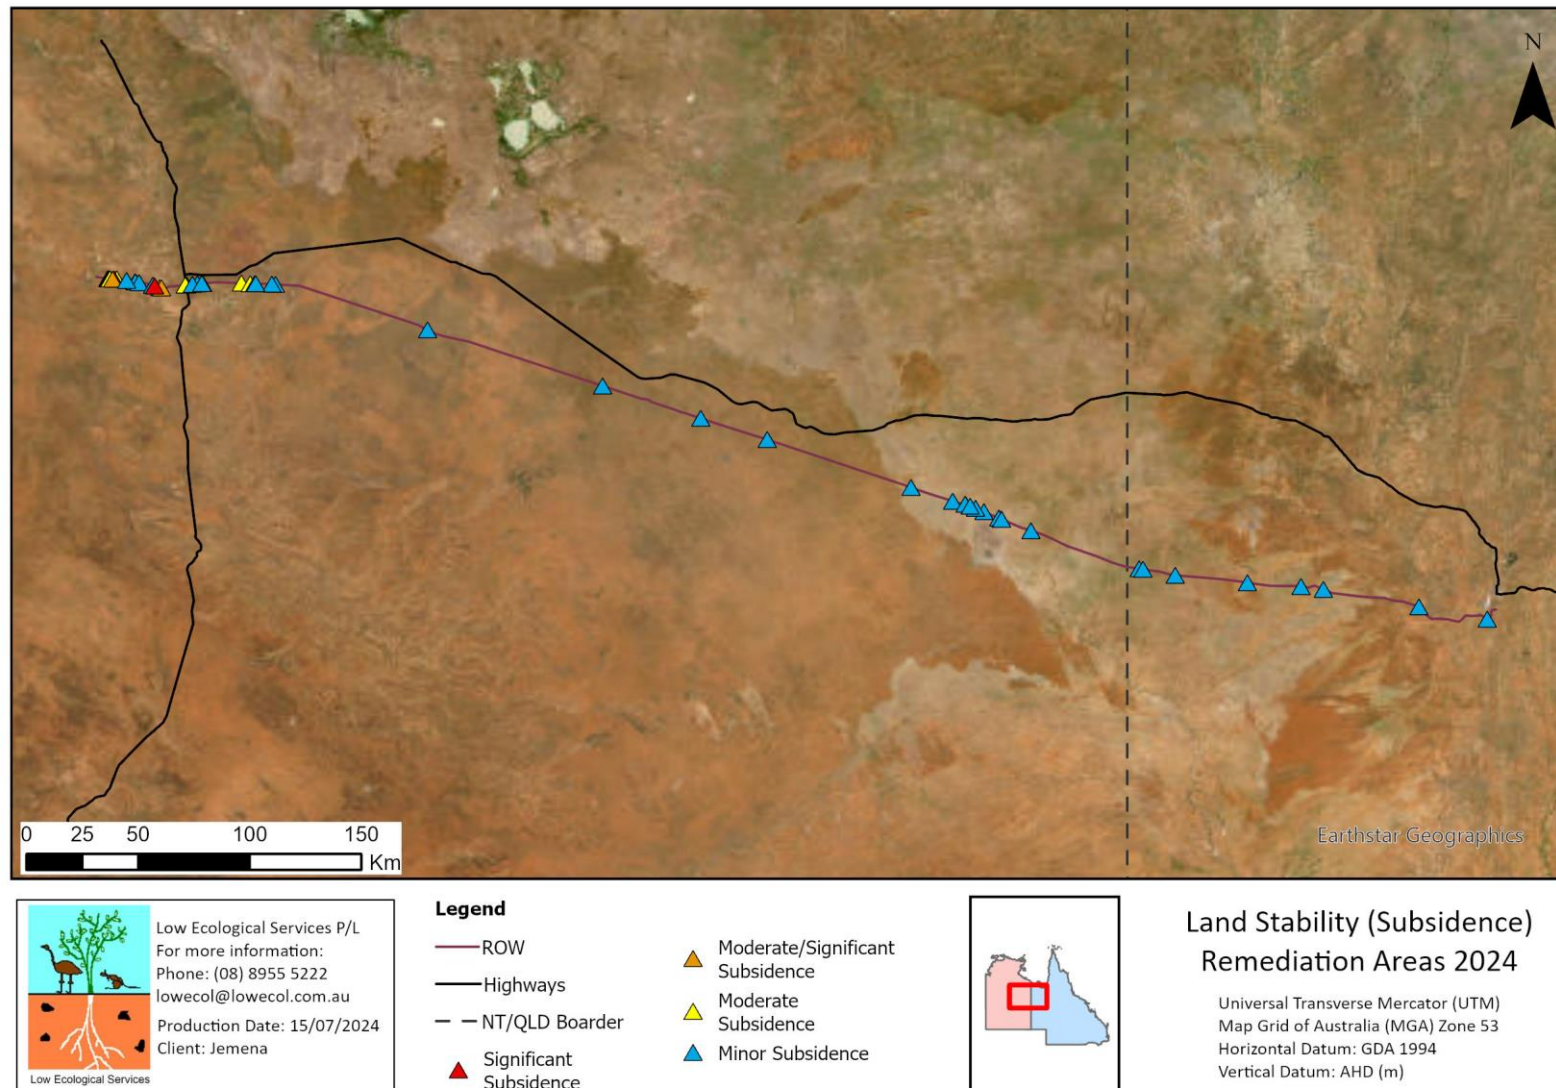 N
0 25 50 100 150
Km
Earthstar Geographics
Low Ecological Services P/L
For more information:
Phone: (08) 8955 5222
lowecol@lowecol.com.au
Production Date: 15/07/2024
Client: Jemena
Low Ecological Services
Legend
ROW
Highways
NT/QLD Boarder
Significant
Subsidence
Moderate/Significant
Subsidence
Moderate
Subsidence
Minor Subsidence
Land Stability (Subsidence)
Remediation Areas 2024
Universal Transverse Mercator (UTM)
Map Grid of Australia (MGA) Zone 53
Horizontal Datum: GDA 1994
Vertical Datum: AHD (m)